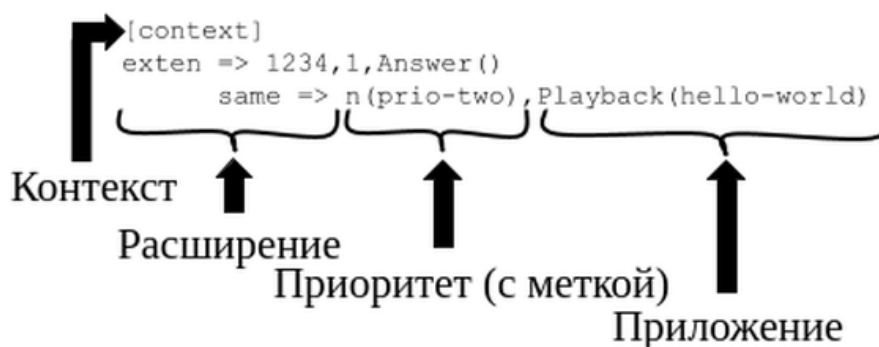 [context]
exten => 1234,1,Answer()
same => n(prio-two),Playback(hello-world)
Контекст
Расширение
Приоритет (с меткой)
Приложение